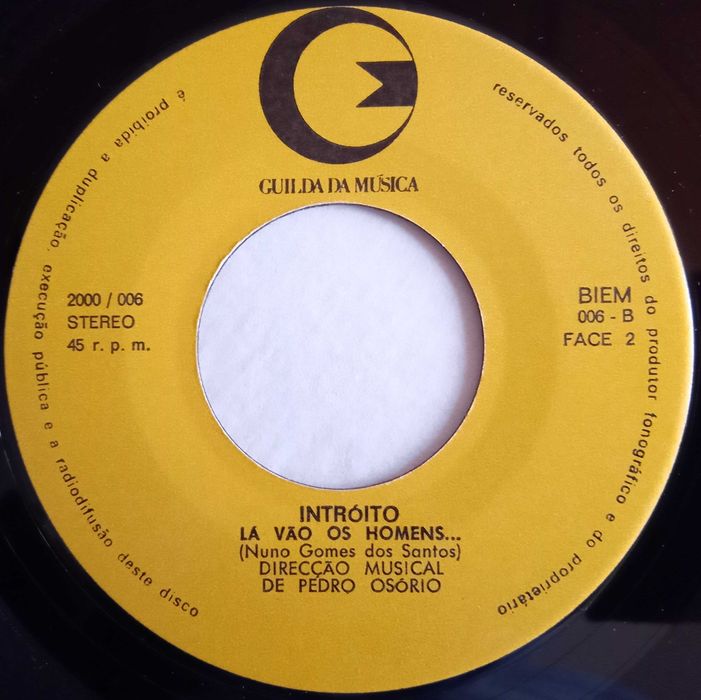 GUILDA DA MÚSICA
reservados todos os direitos do produtor fonográfico e do proprietário
é proibida a duplicação, execução pública e a radiodifusão deste disco
2000 / 006
STEREO
45 r. p. m.
BIEM
006 - B
FACE 2
INTRÓITO
LÁ VÃO OS HOMENS...
(Nuno Gomes dos Santos)
DIRECÇÃO MUSICAL
DE PEDRO OSÓRIO